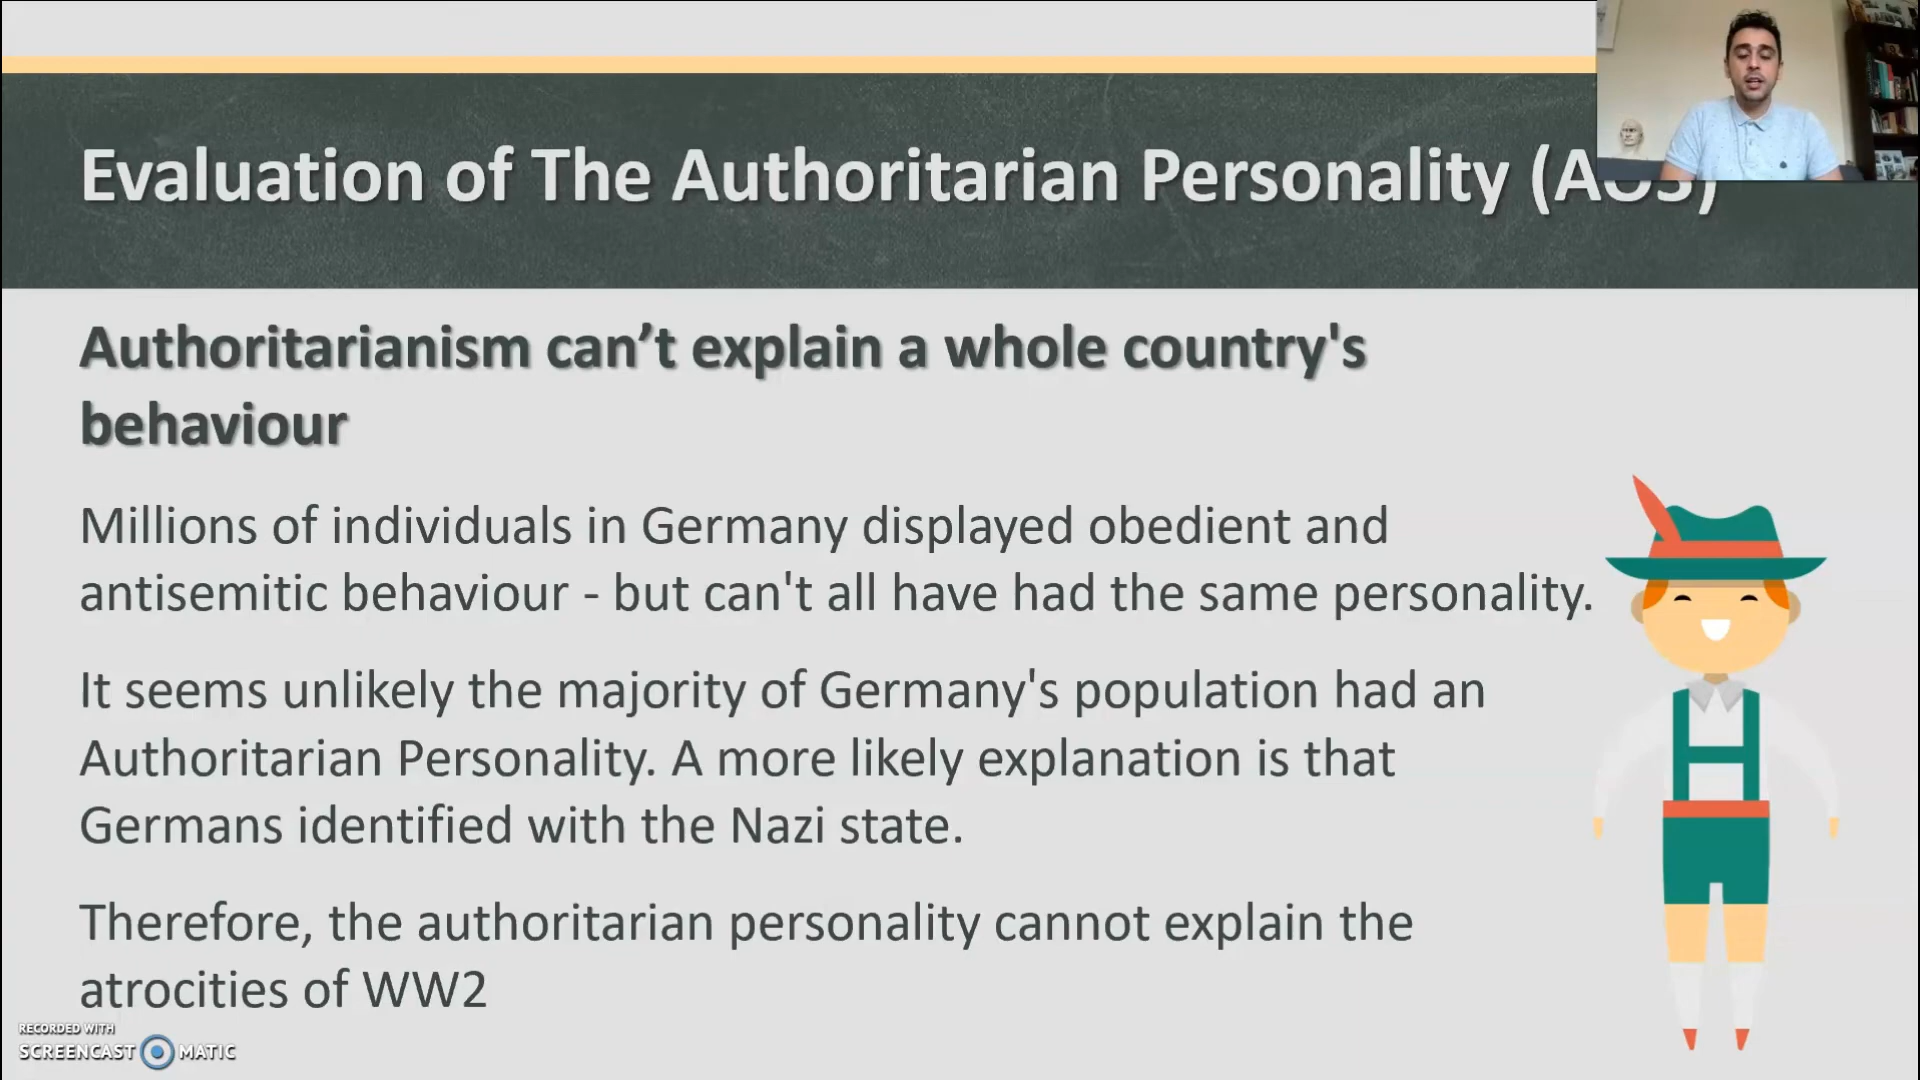 Evaluation of The Authoritarian Personality (AO3)
Authoritarianism can’t explain a whole country's
behaviour
Millions of individuals in Germany displayed obedient and
antisemitic behaviour - but can't all have had the same personality.
It seems unlikely the majority of Germany's population had an
Authoritarian Personality. A more likely explanation is that
Germans identified with the Nazi state.
Therefore, the authoritarian personality cannot explain the
atrocities of WW2
RECORDED WITH
SCREENCAST MATIC